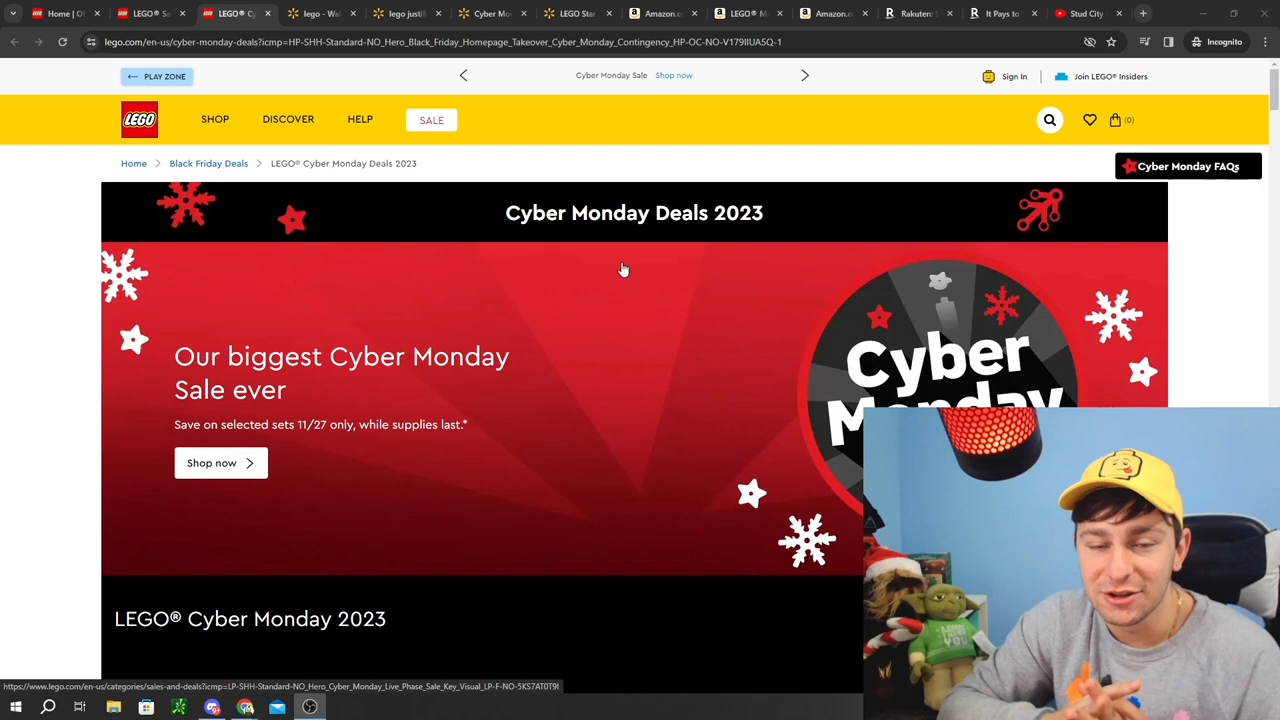 Home | O
LEGO® S
LEGO® Cy
lego - Wal
lego justif
Cyber Mo
LEGO Star
Amazon.c
LEGO® M
Amazon.c
Rakuten: S
It Pays to
Stud City
lego.com/en-us/cyber-monday-deals?icmp=HP-SHH-Standard-NO_Hero_Black_Friday_Homepage_Takeover_Cyber_Monday_Contingency_HP-OC-NO-V179IIUA5Q-1
Incognito
PLAY ZONE
Cyber Monday Sale Shop now
Sign In
Join LEGO® Insiders
LEGO
SHOP
DISCOVER
HELP
SALE
(0)
Home > Black Friday Deals > LEGO® Cyber Monday Deals 2023
Cyber Monday FAQs
Cyber Monday Deals 2023
Our biggest Cyber Monday
Sale ever
Save on selected sets 11/27 only, while supplies last.*
Shop now
Cyber
Monday
LEGO® Cyber Monday 2023
https://www.lego.com/en-us/categories/sales-and-deals?icmp=LP-SHH-Standard-NO_Hero_Cyber_Monday_Live_Phase_Sale_Key_Visual_LP-F-NO-5KS7AT0T9I